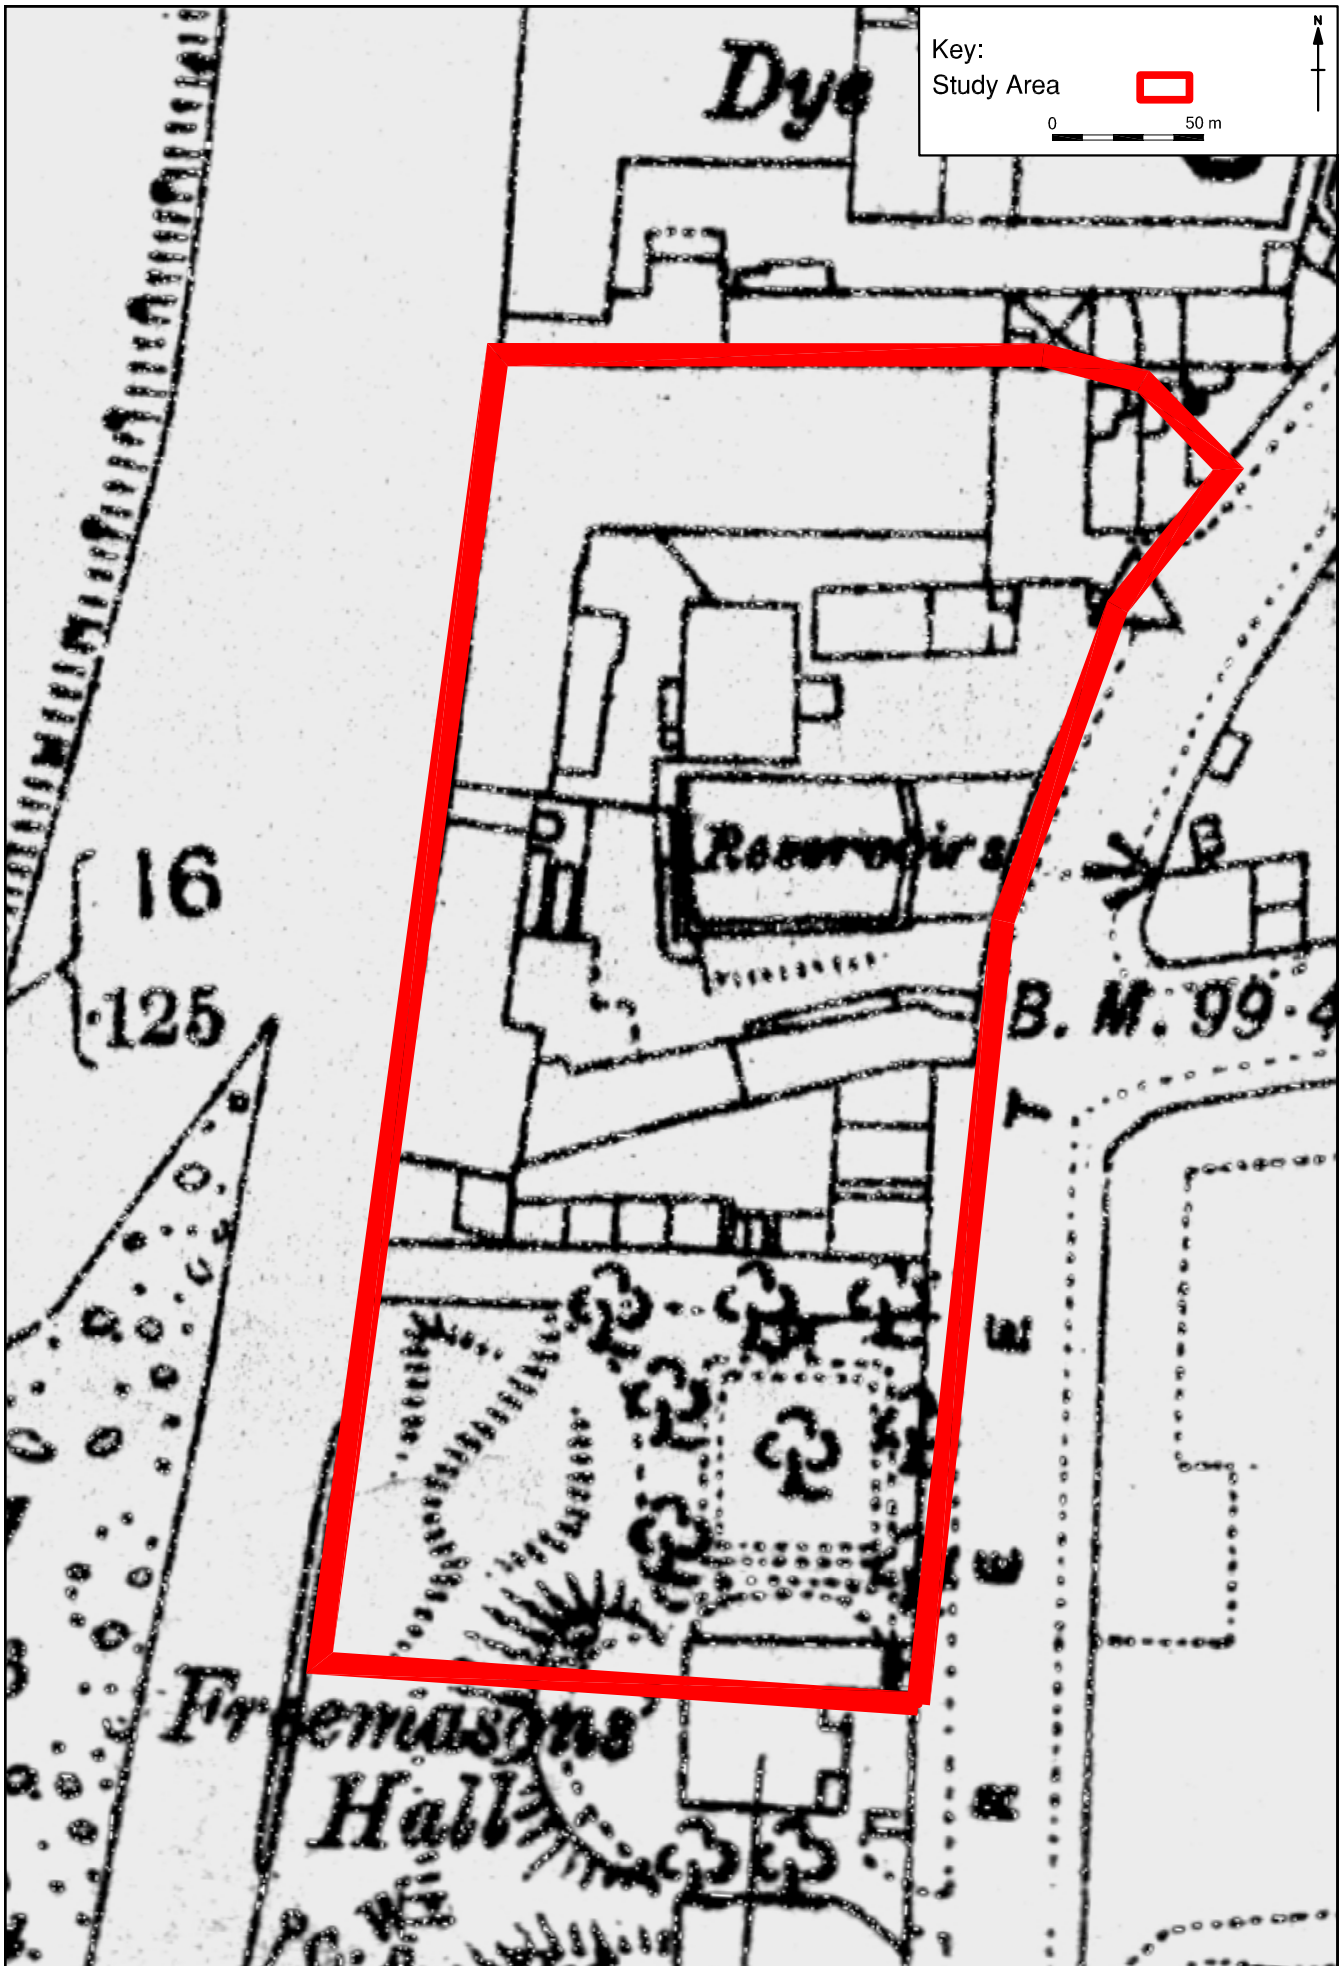 Dye
Key:
Study Area
N
0 50 m
Reservoirs
16
·125
B. M. 99·4
T
E
E
R
Freemasons'
Hall